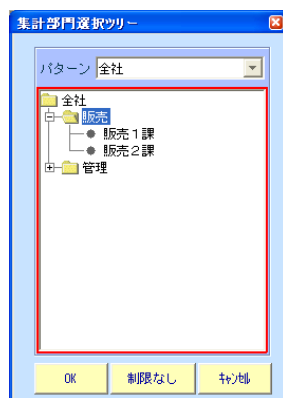 集計部門選択ツリー
パターン 全社
全社
販売
販売1課
販売2課
管理
OK 制限なし ｷｬﾝｾﾙ